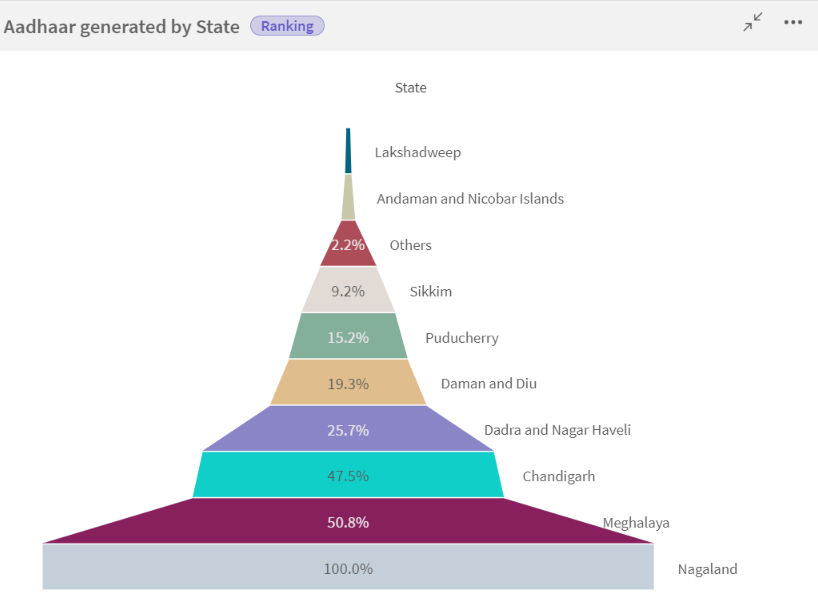 Aadhaar generated by State Ranking
State
Lakshadweep
Andaman and Nicobar Islands
2.2% Others
9.2% Sikkim
15.2% Puducherry
19.3% Daman and Diu
25.7% Dadra and Nagar Haveli
47.5% Chandigarh
50.8% Meghalaya
100.0% Nagaland